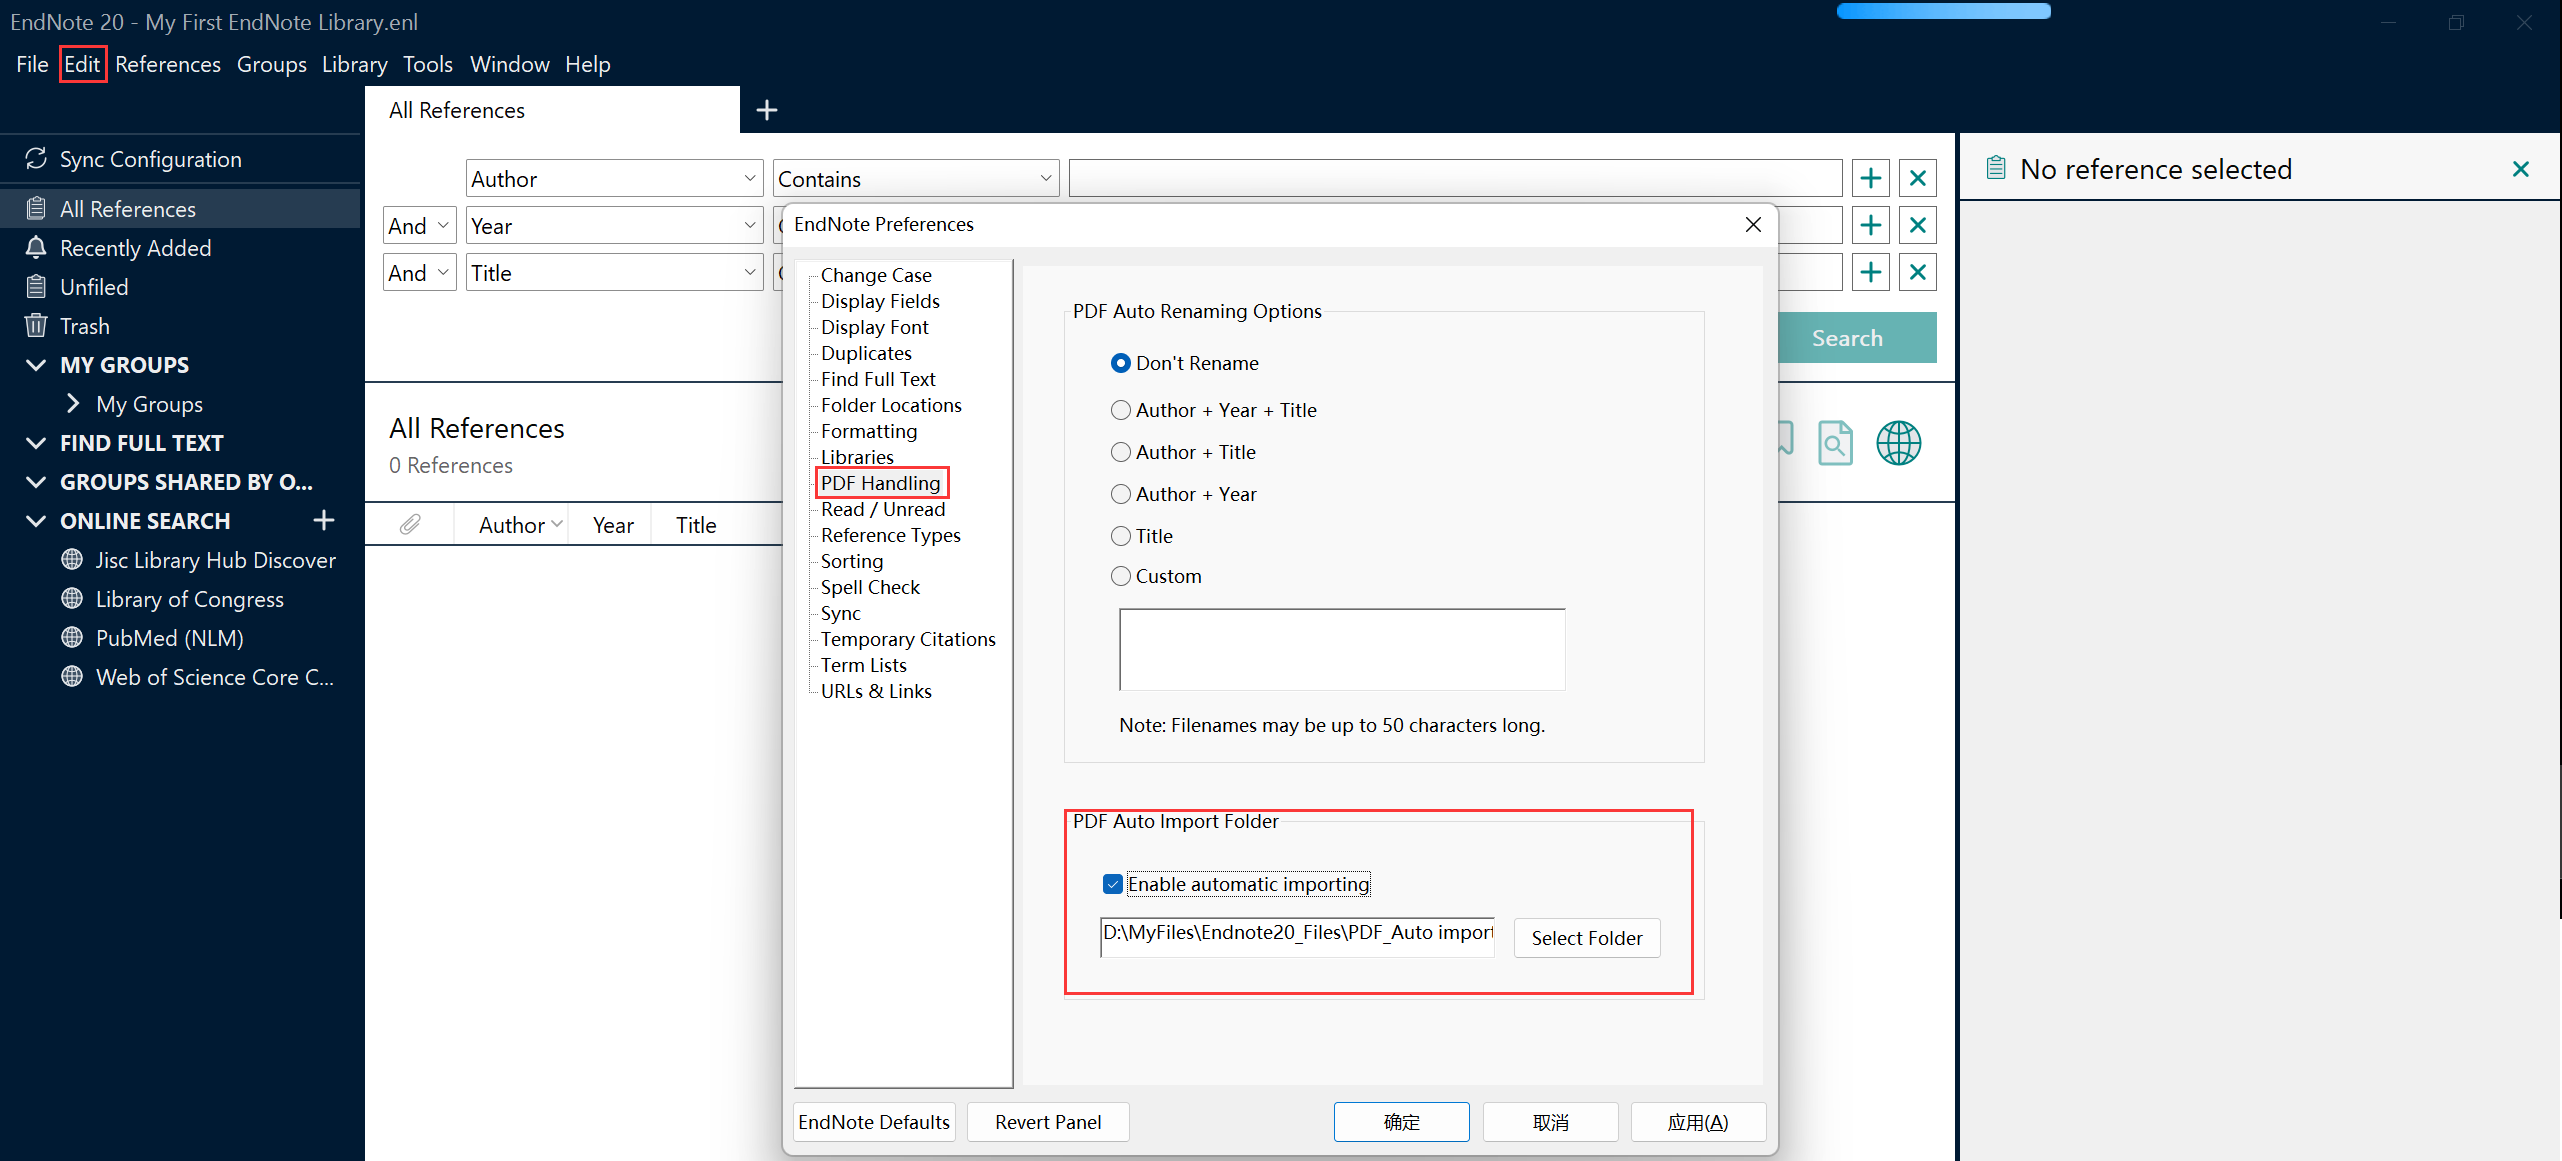 EndNote 20 - My First EndNote Library.enl
File Edit References Groups Library Tools Window Help
All References
Sync Configuration
All References
Recently Added
Unfiled
Trash
MY GROUPS
My Groups
FIND FULL TEXT
GROUPS SHARED BY O...
ONLINE SEARCH
Jisc Library Hub Discover
Library of Congress
PubMed (NLM)
Web of Science Core C...
Author Contains
And Year
And Title
Search
All References
0 References
Author Year Title
No reference selected
EndNote Preferences
Change Case
Display Fields
Display Font
Duplicates
Find Full Text
Folder Locations
Formatting
Libraries
PDF Handling
Read / Unread
Reference Types
Sorting
Spell Check
Sync
Temporary Citations
Term Lists
URLs & Links
PDF Auto Renaming Options
Don't Rename
Author + Year + Title
Author + Title
Author + Year
Title
Custom
Note: Filenames may be up to 50 characters long.
PDF Auto Import Folder
Enable automatic importing
D:\MyFiles\Endnote20_Files\PDF_Auto import
Select Folder
EndNote Defaults Revert Panel 确定 取消 应用(A)